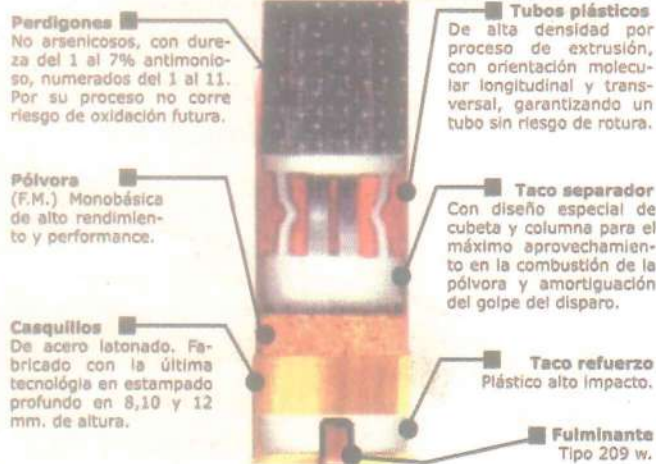 Perdigones
No arsenicosos, con dure-
za del 1 al 7% antimonio-
so, numerados del 1 al 11.
Por su proceso no corre
riesgo de oxidación futura.
Pólvora
(F.M.) Monobásica
de alto rendimien-
to y performance.
Casquillos
De acero latonado. Fa-
bricado con la última
tecnológia en estampado
profundo en 8,10 y 12
mm. de altura.
Tubos plásticos
De alta densidad por
proceso de extrusión,
con orientación molecu-
lar longitudinal y trans-
versal, garantizando un
tubo sin riesgo de rotura.
Taco separador
Con diseño especial de
cubeta y columna para el
máximo aprovechamien-
to en la combustión de la
pólvora y amortiguación
del golpe del disparo.
Taco refuerzo
Plástico alto impacto.
Fulminante
Tipo 209 w.